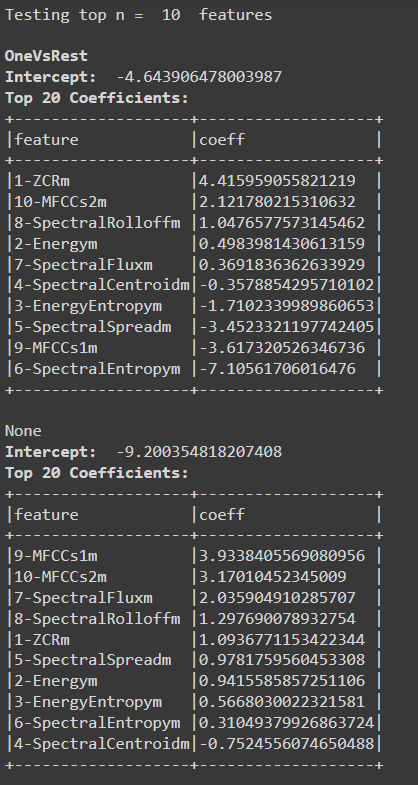 Testing top n =  10  features
OneVsRest
Intercept:  -4.643906478003987
Top 20 Coefficients:
+-------------------+-------------------+
|feature            |coeff              |
+-------------------+-------------------+
|1-ZCRm             |4.415959055821219  |
|10-MFCCs2m         |2.121780215310632  |
|8-SpectralRolloffm |1.0476577573145462 |
|2-Energym          |0.4983981430613159 |
|7-SpectralFluxm    |0.3691836362633929 |
|4-SpectralCentroidm|-0.3578854295710102|
|3-EnergyEntropym   |-1.7102339989860653|
|5-SpectralSpreadm  |-3.4523321197742405|
|9-MFCCs1m          |-3.617320526346736 |
|6-SpectralEntropym |-7.10561706016476  |
+-------------------+-------------------+
None
Intercept:  -9.200354818207408
Top 20 Coefficients:
+-------------------+-------------------+
|feature            |coeff              |
+-------------------+-------------------+
|9-MFCCs1m          |3.9338405569080956 |
|10-MFCCs2m         |3.17010452345009   |
|7-SpectralFluxm    |2.035904910285707  |
|8-SpectralRolloffm |1.297690078932754  |
|1-ZCRm             |1.0936771153422344 |
|5-SpectralSpreadm  |0.9781759560453308 |
|2-Energym          |0.9415585857251106 |
|3-EnergyEntropym   |0.5668030022321581 |
|6-SpectralEntropym |0.31049379926863724|
|4-SpectralCentroidm|-0.7524556074650488|
+-------------------+-------------------+